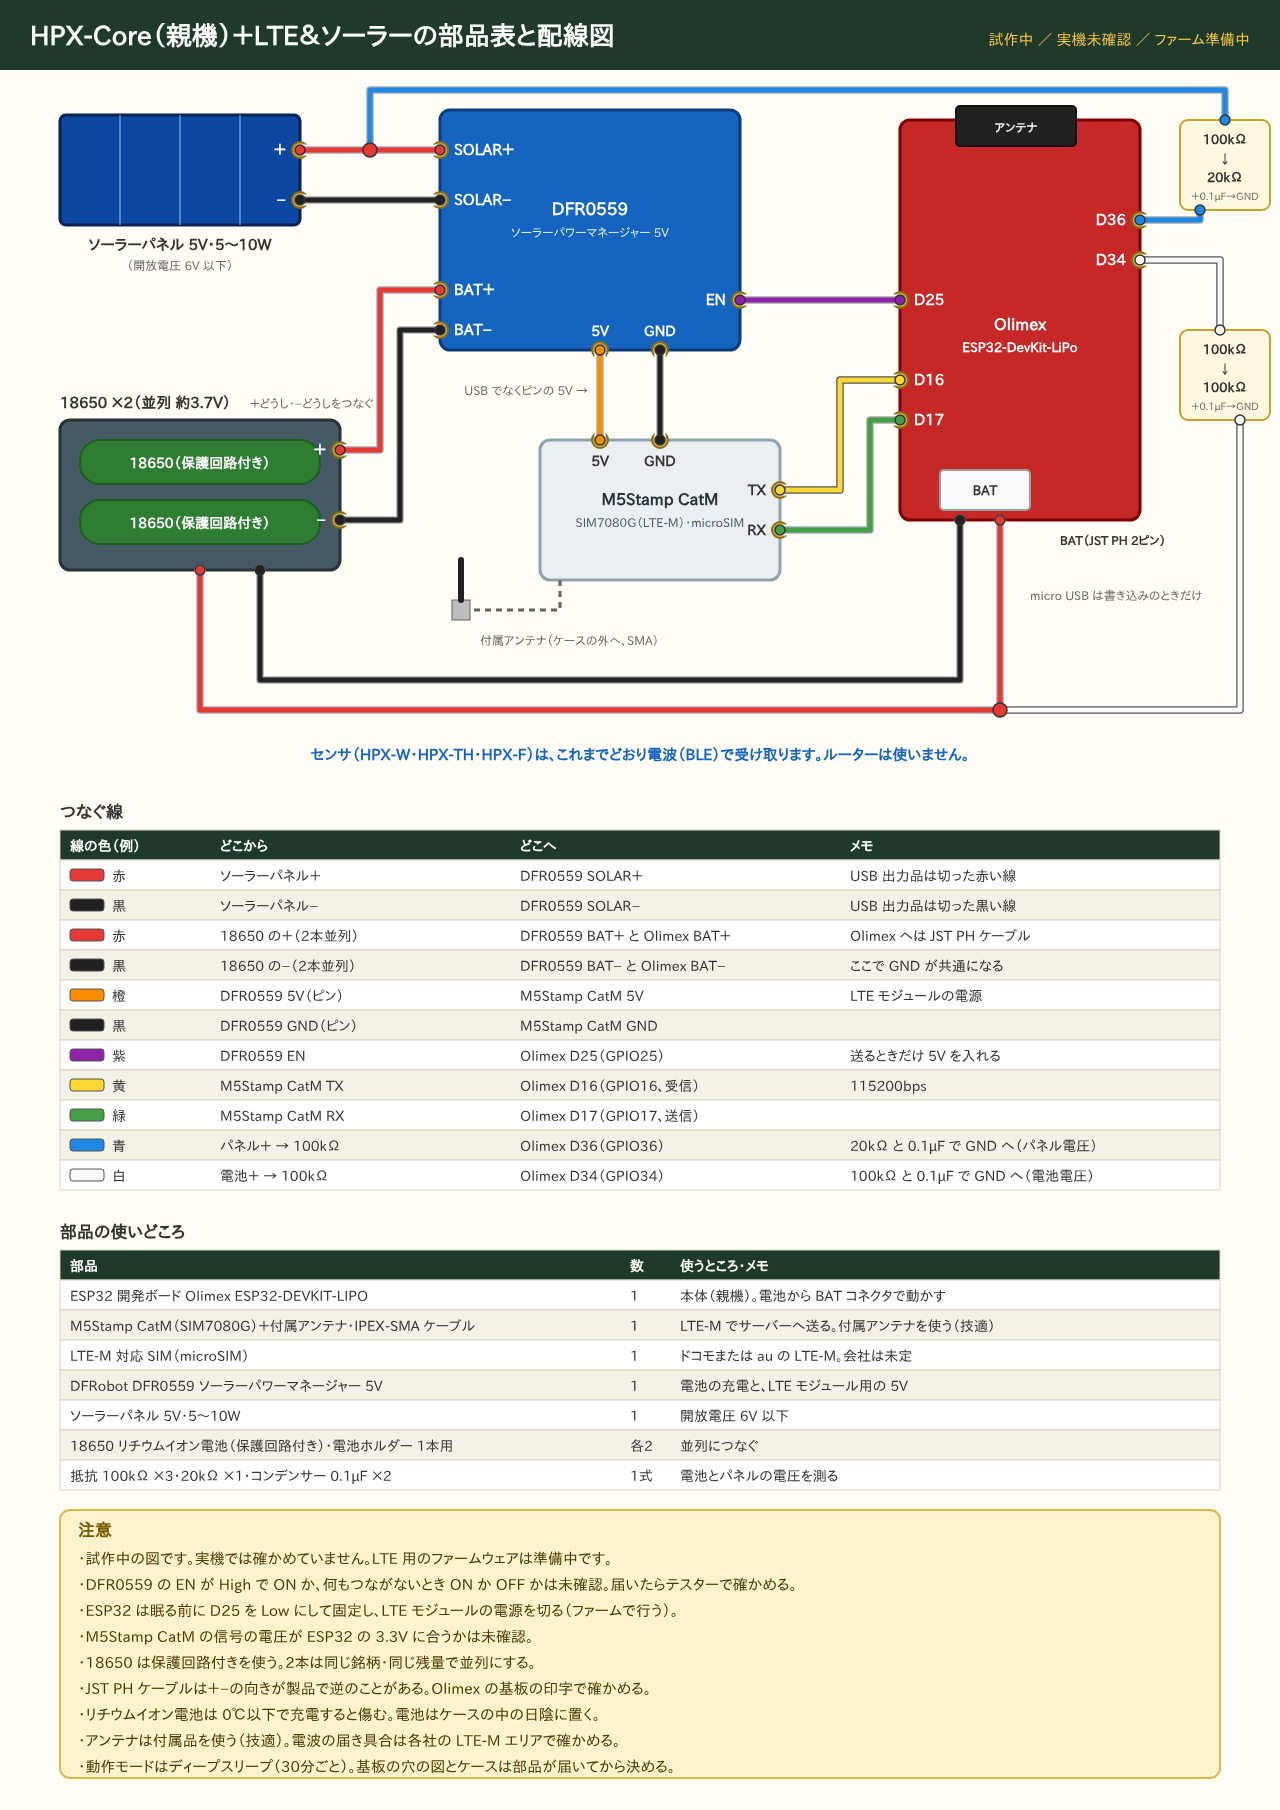 HPX-Core（親機）＋LTE&ソーラーの部品表と配線図
試作中 ／ 実機未確認 ／ ファーム準備中
＋
−
ソーラーパネル 5V・5〜10W
（開放電圧 6V 以下）
SOLAR+
SOLAR−
DFR0559
ソーラーパワーマネージャー 5V
BAT+
BAT−
EN
5V
GND
USB でなくピンの 5V →
アンテナ
D36
D34
D25
Olimex
ESP32-DevKit-LiPo
D16
D17
BAT
BAT（JST PH 2ピン）
micro USB は書き込みのときだけ
100kΩ
↓
20kΩ
+0.1µF→GND
100kΩ
↓
100kΩ
+0.1µF→GND
18650 ×2（並列 約3.7V）
＋どうし・−どうしをつなぐ
18650（保護回路付き）
＋
18650（保護回路付き）
−
5V
GND
M5Stamp CatM
SIM7080G（LTE-M）・microSIM
TX
RX
付属アンテナ（ケースの外へ、SMA）
センサ（HPX-W・HPX-TH・HPX-F）は、これまでどおり電波（BLE）で受け取ります。ルーターは使いません。
つなぐ線
線の色（例） どこから どこへ メモ
赤 ソーラーパネル＋ DFR0559 SOLAR+ USB 出力品は切った赤い線
黒 ソーラーパネル− DFR0559 SOLAR− USB 出力品は切った黒い線
赤 18650 の＋（2本並列） DFR0559 BAT+ と Olimex BAT+ Olimex へは JST PH ケーブル
黒 18650 の−（2本並列） DFR0559 BAT− と Olimex BAT− ここで GND が共通になる
橙 DFR0559 5V（ピン） M5Stamp CatM 5V LTE モジュールの電源
黒 DFR0559 GND（ピン） M5Stamp CatM GND
紫 DFR0559 EN Olimex D25（GPIO25） 送るときだけ 5V を入れる
黄 M5Stamp CatM TX Olimex D16（GPIO16、受信） 115200bps
緑 M5Stamp CatM RX Olimex D17（GPIO17、送信）
青 パネル＋ → 100kΩ Olimex D36（GPIO36） 20kΩ と 0.1µF で GND へ（パネル電圧）
白 電池＋ → 100kΩ Olimex D34（GPIO34） 100kΩ と 0.1µF で GND へ（電池電圧）
部品の使いどころ
部品 数 使うところ・メモ
ESP32 開発ボード Olimex ESP32-DEVKIT-LIPO 1 本体（親機）。電池から BAT コネクタで動かす
M5Stamp CatM（SIM7080G）＋付属アンテナ・IPEX-SMA ケーブル 1 LTE-M でサーバーへ送る。付属アンテナを使う（技適）
LTE-M 対応 SIM（microSIM） 1 ドコモまたは au の LTE-M。会社は未定
DFRobot DFR0559 ソーラーパワーマネージャー 5V 1 電池の充電と、LTE モジュール用の 5V
ソーラーパネル 5V・5〜10W 1 開放電圧 6V 以下
18650 リチウムイオン電池（保護回路付き）・電池ホルダー 1本用 各2 並列につなぐ
抵抗 100kΩ ×3・20kΩ ×1・コンデンサー 0.1µF ×2 1式 電池とパネルの電圧を測る
注意
・試作中の図です。実機では確かめていません。LTE 用のファームウェアは準備中です。
・DFR0559 の EN が High で ON か、何もつながないとき ON か OFF かは未確認。届いたらテスターで確かめる。
・ESP32 は眠る前に D25 を Low にして固定し、LTE モジュールの電源を切る（ファームで行う）。
・M5Stamp CatM の信号の電圧が ESP32 の 3.3V に合うかは未確認。
・18650 は保護回路付きを使う。2本は同じ銘柄・同じ残量で並列にする。
・JST PH ケーブルは＋−の向きが製品で逆のことがある。Olimex の基板の印字で確かめる。
・リチウムイオン電池は 0℃以下で充電すると傷む。電池はケースの中の日陰に置く。
・アンテナは付属品を使う（技適）。電波の届き具合は各社の LTE-M エリアで確かめる。
・動作モードはディープスリープ（30分ごと）。基板の穴の図とケースは部品が届いてから決める。